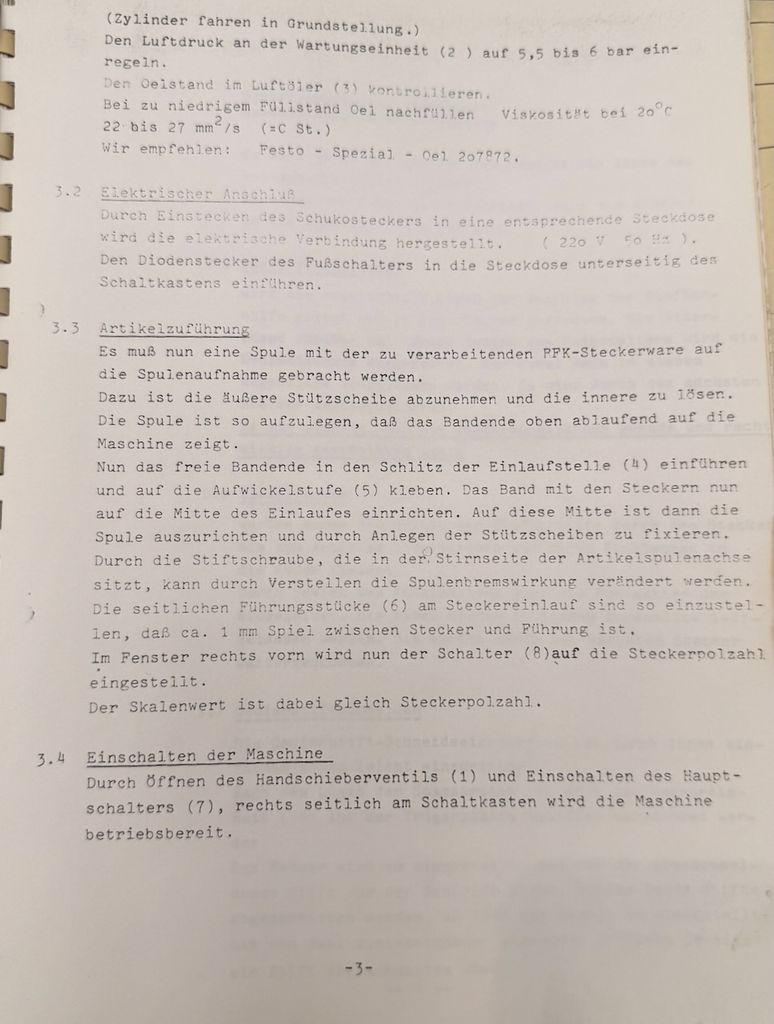 (Zylinder fahren in Grundstellung.)
Den Luftdruck an der Wartungseinheit (2 ) auf 5,5 bis 6 bar ein-
regeln.
Den Oelstand im Luftöler (3) kontrollieren.
Bei zu niedrigem Füllstand Oel nachfüllen Viskosität bei 2o°C
22 bis 27 mm²/s (=C St.)
Wir empfehlen: Festo - Spezial - Oel 2o7872.
3.2 Elektrischer Anschluß
Durch Einstecken des Schukosteckers in eine entsprechende Steckdose
wird die elektrische Verbindung hergestellt. ( 22o V 5o Hz ).
Den Diodenstecker des Fußschalters in die Steckdose unterseitig des
Schaltkastens einführen.
3.3 Artikelzuführung
Es muß nun eine Spule mit der zu verarbeitenden PFK-Steckerware auf
die Spulenaufnahme gebracht werden.
Dazu ist die äußere Stützscheibe abzunehmen und die innere zu lösen.
Die Spule ist so aufzulegen, daß das Bandende oben ablaufend auf die
Maschine zeigt.
Nun das freie Bandende in den Schlitz der Einlaufstelle (4) einführen
und auf die Aufwickelstufe (5) kleben. Das Band mit den Steckern nun
auf die Mitte des Einlaufes einrichten. Auf diese Mitte ist dann die
Spule auszurichten und durch Anlegen der Stützscheiben zu fixieren.
Durch die Stiftschraube, die in der Stirnseite der Artikelspulenachse
sitzt, kann durch Verstellen die Spulenbremswirkung verändert werden.
Die seitlichen Führungsstücke (6) am Steckereinlauf sind so einzustel-
len, daß ca. 1 mm Spiel zwischen Stecker und Führung ist.
Im Fenster rechts vorn wird nun der Schalter (8)auf die Steckerpolzahl
eingestellt.
Der Skalenwert ist dabei gleich Steckerpolzahl.
3.4 Einschalten der Maschine
Durch Öffnen des Handschieberventils (1) und Einschalten des Haupt-
schalters (7), rechts seitlich am Schaltkasten wird die Maschine
betriebsbereit.
-3-